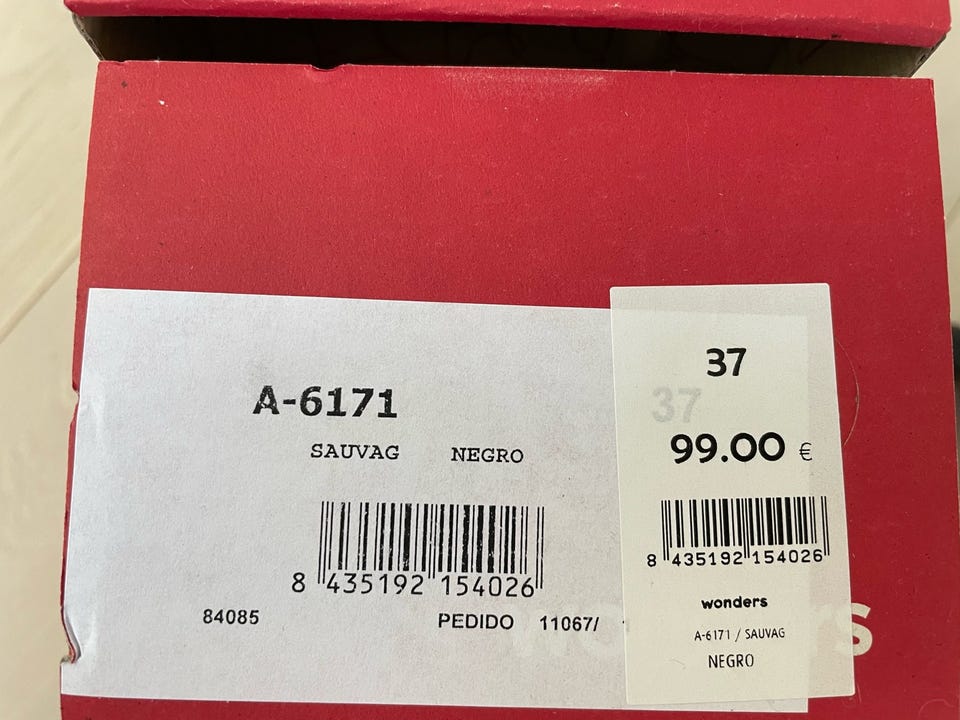 A-6171
SAUVAG NEGRO
8 435192 154026
84085 PEDIDO 11067/
37
37
99.00 €
8 435192 154026
wonders
A-6171 / SAUVAG
NEGRO
wonders